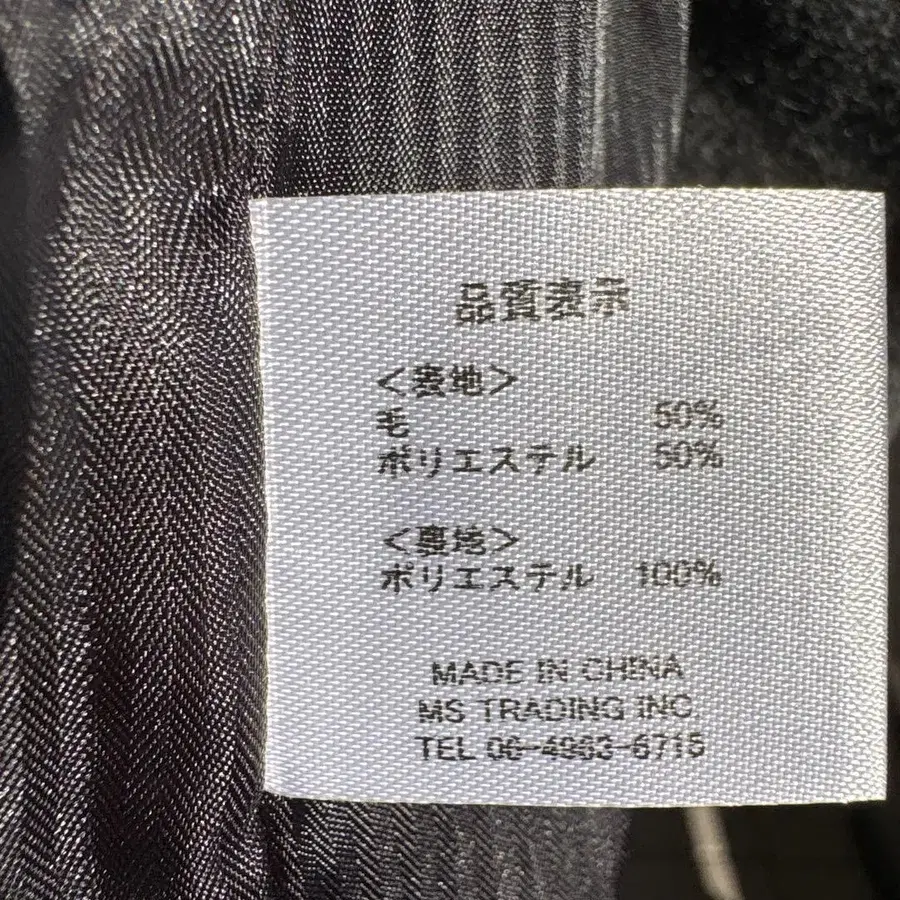 品質表示
<表地>
毛 50%
ポリエステル 50%
<裏地>
ポリエステル 100%
MADE IN CHINA
MS TRADING INC.
TEL 06-4963-6715